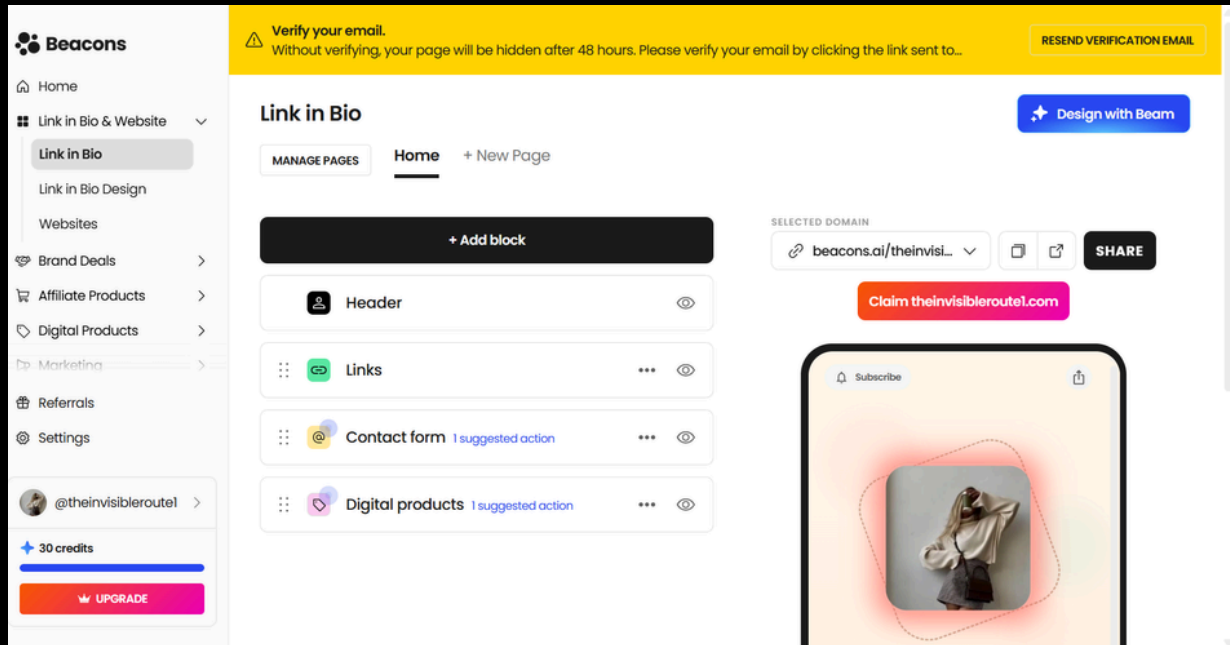 Beacons
Home
Link in Bio & Website
Link in Bio
Link in Bio Design
Websites
Brand Deals
Affiliate Products
Digital Products
Marketing
Referrals
Settings
@theinvisibleroute1
30 credits
UPGRADE
Verify your email.
Without verifying, your page will be hidden after 48 hours. Please verify your email by clicking the link sent to...
RESEND VERIFICATION EMAIL
Link in Bio
Design with Beam
MANAGE PAGES
Home
+ New Page
+ Add block
Header
Links
Contact form 1 suggested action
Digital products 1 suggested action
SELECTED DOMAIN
beacons.ai/theinvisi...
SHARE
Claim theinvisibleroute1.com
Subscribe